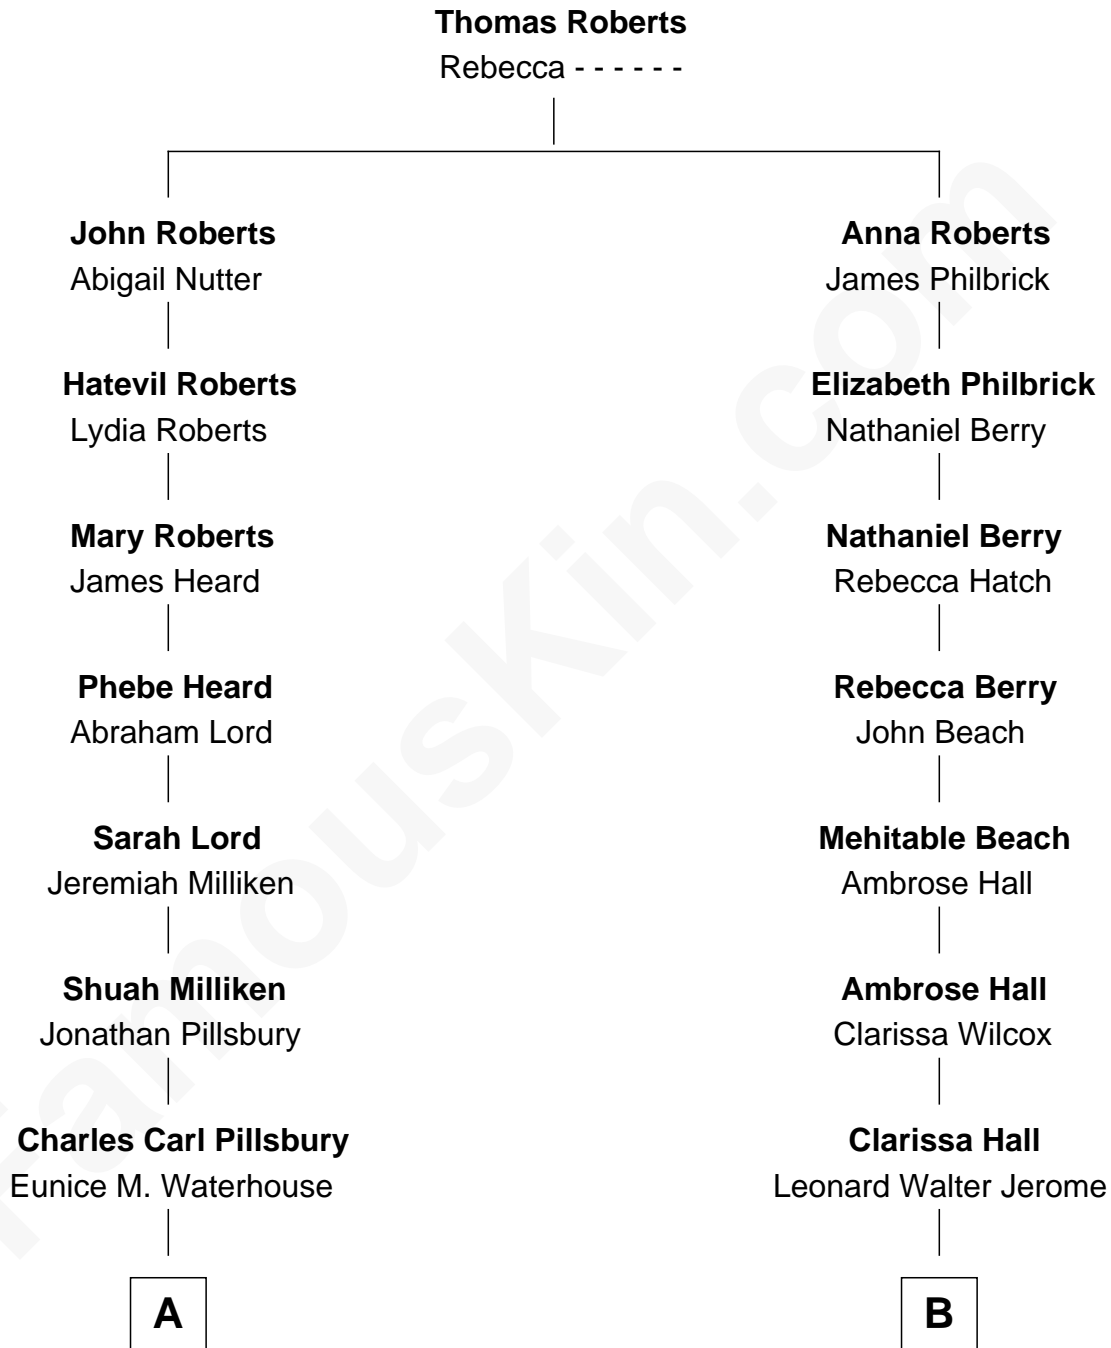 Thomas Roberts
Rebecca - - - - - -
John Roberts
Abigail Nutter
Anna Roberts
James Philbrick
Hatevil Roberts
Lydia Roberts
Elizabeth Philbrick
Nathaniel Berry
Mary Roberts
James Heard
Nathaniel Berry
Rebecca Hatch
Phebe Heard
Abraham Lord
Rebecca Berry
John Beach
Sarah Lord
Jeremiah Milliken
Mehitable Beach
Ambrose Hall
Shuah Milliken
Jonathan Pillsbury
Ambrose Hall
Clarissa Wilcox
Charles Carl Pillsbury
Eunice M. Waterhouse
Clarissa Hall
Leonard Walter Jerome
A
B
FamousKin.com